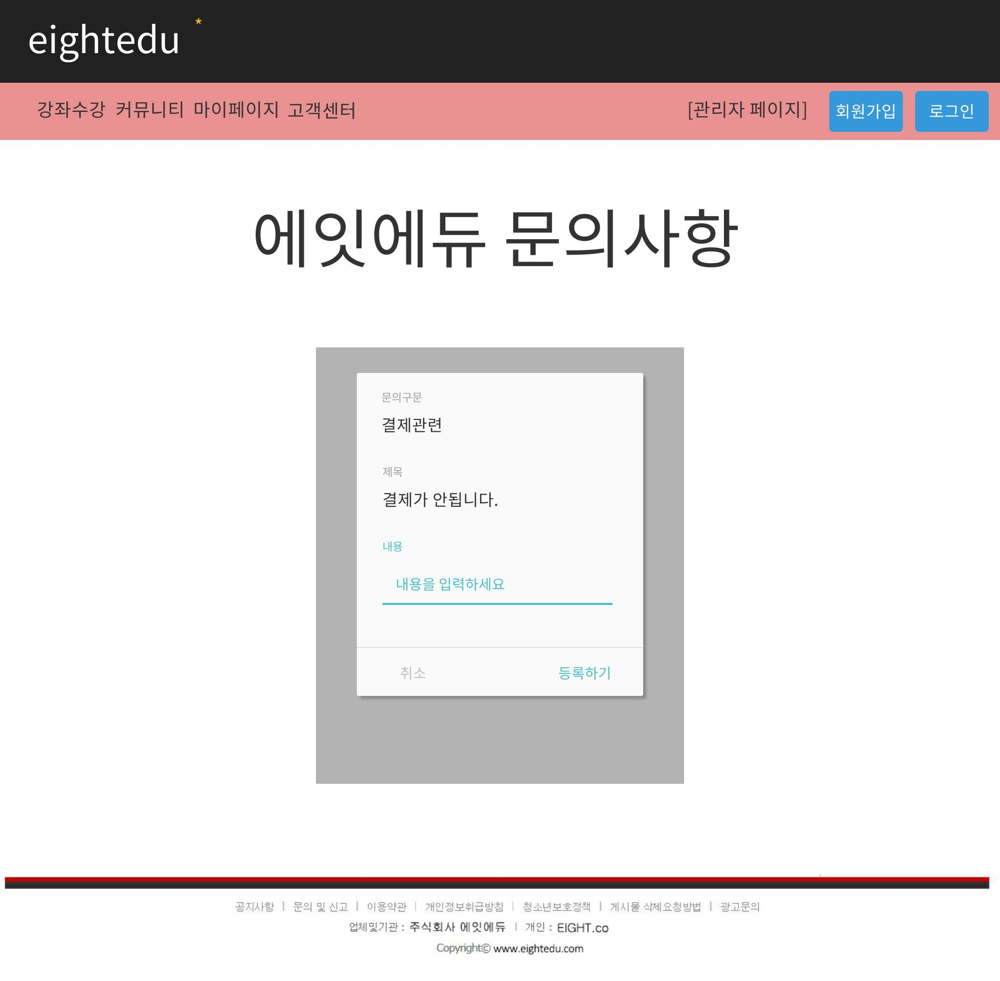 eightedu *
강좌수강 커뮤니티 마이페이지 고객센터 [관리자 페이지] 회원가입 로그인
에잇에듀 문의사항
문의구문
결제관련
제목
결제가 안됩니다.
내용
내용을 입력하세요
취소 등록하기
공지사항 | 문의 및 신고 | 이용약관 | 개인정보취급방침 | 청소년보호정책 | 게시물 삭제요청방법 | 광고문의
업체및기관 : 주식회사 에잇에듀 | 개인 : EIGHT.co
Copyright© www.eightedu.com